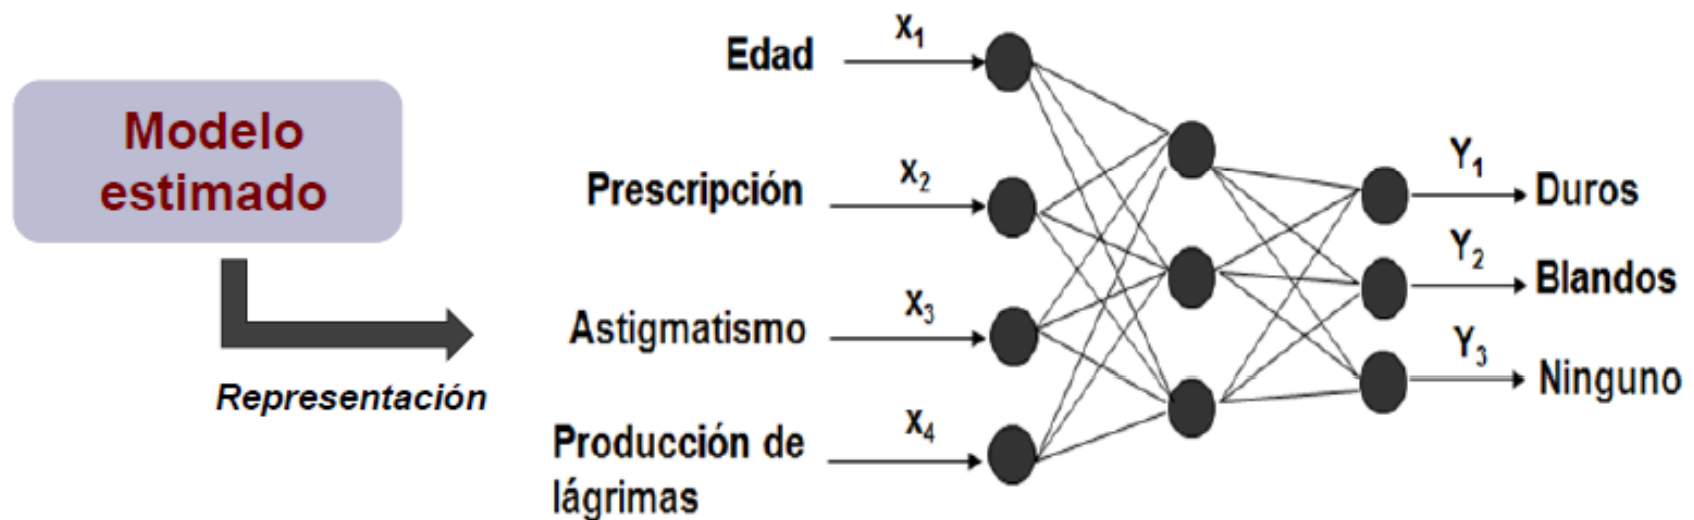 Modelo
estimado
Representación
Edad
x1
Prescripción
x2
Astigmatismo
x3
Producción de
lágrimas
x4
Y1
Duros
Y2
Blandos
Y3
Ninguno